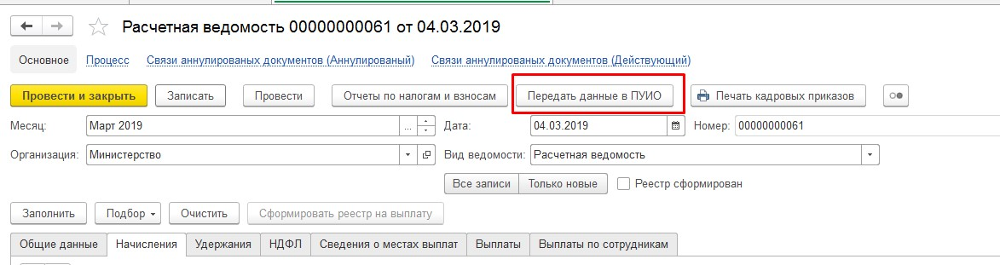 Расчетная ведомость 00000000061 от 04.03.2019
Основное Процесс Связи аннулированых документов (Аннулированый) Связи аннулированых документов (Действующий)
Провести и закрыть Записать Провести Отчеты по налогам и взносам Передать данные в ПУИО Печать кадровых приказов
Месяц: Март 2019 ... Дата: 04.03.2019 Номер: 00000000061
Организация: Министерство Вид ведомости: Расчетная ведомость
Все записи Только новые Реестр сформирован
Заполнить Подбор Очистить Сформировать реестр на выплату
Общие данные Начисления Удержания НДФЛ Сведения о местах выплат Выплаты Выплаты по сотрудникам